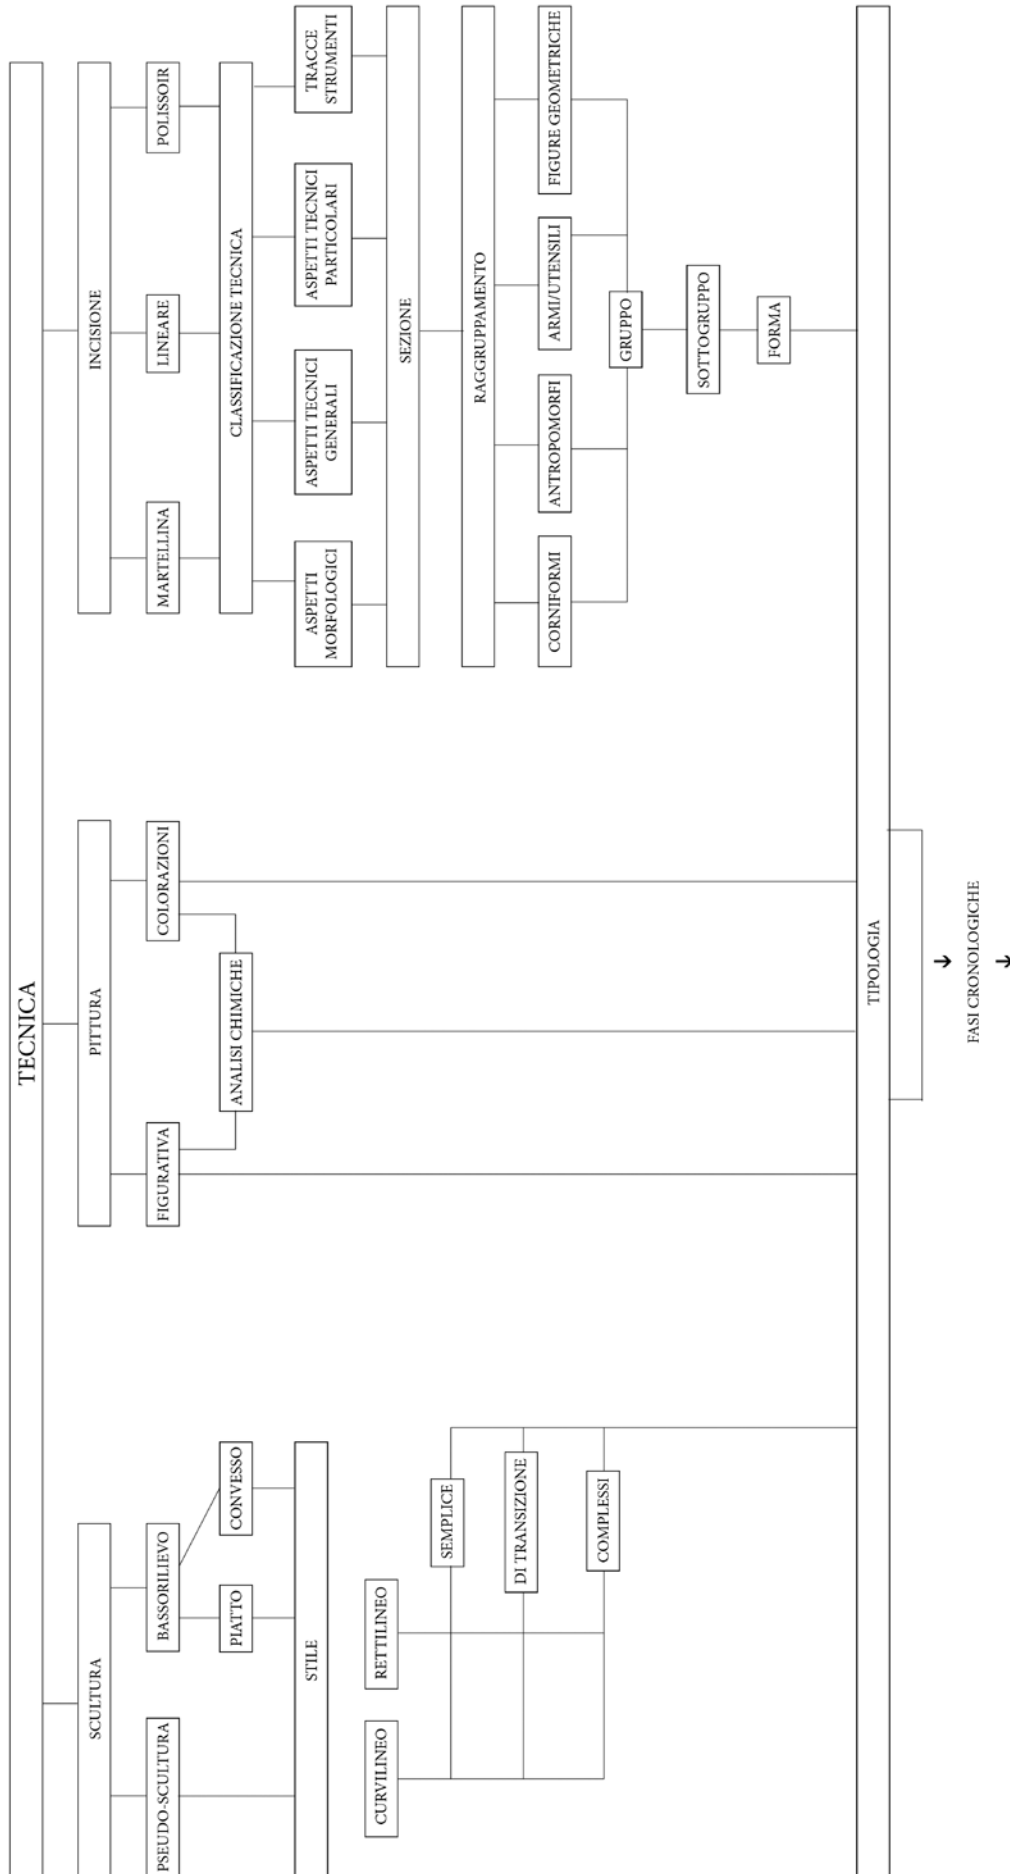 TECNICA
SCULTURA
PITTURA
INCISIONE
PSEUDO-SCULTURA
BASSORILIEVO
FIGURATIVA
COLORAZIONI
MARTELLINA
LINEARE
POLISSOIR
PIATTO
CONVESSO
ANALISI CHIMICHE
CLASSIFICAZIONE TECNICA
STILE
ASPETTI
MORFOLOGICI
ASPETTI TECNICI
GENERALI
ASPETTI TECNICI
PARTICOLARI
TRACCE
STRUMENTI
CURVILINEO
RETTILINEO
SEZIONE
SEMPLICE
RAGGRUPPAMENTO
DI TRANSIZIONE
CORNIFORMI
ANTROPOMORFI
ARMI/UTENSILI
FIGURE GEOMETRICHE
COMPLESSI
GRUPPO
SOTTOGRUPPO
FORMA
TIPOLOGIA
FASI CRONOLOGICHE